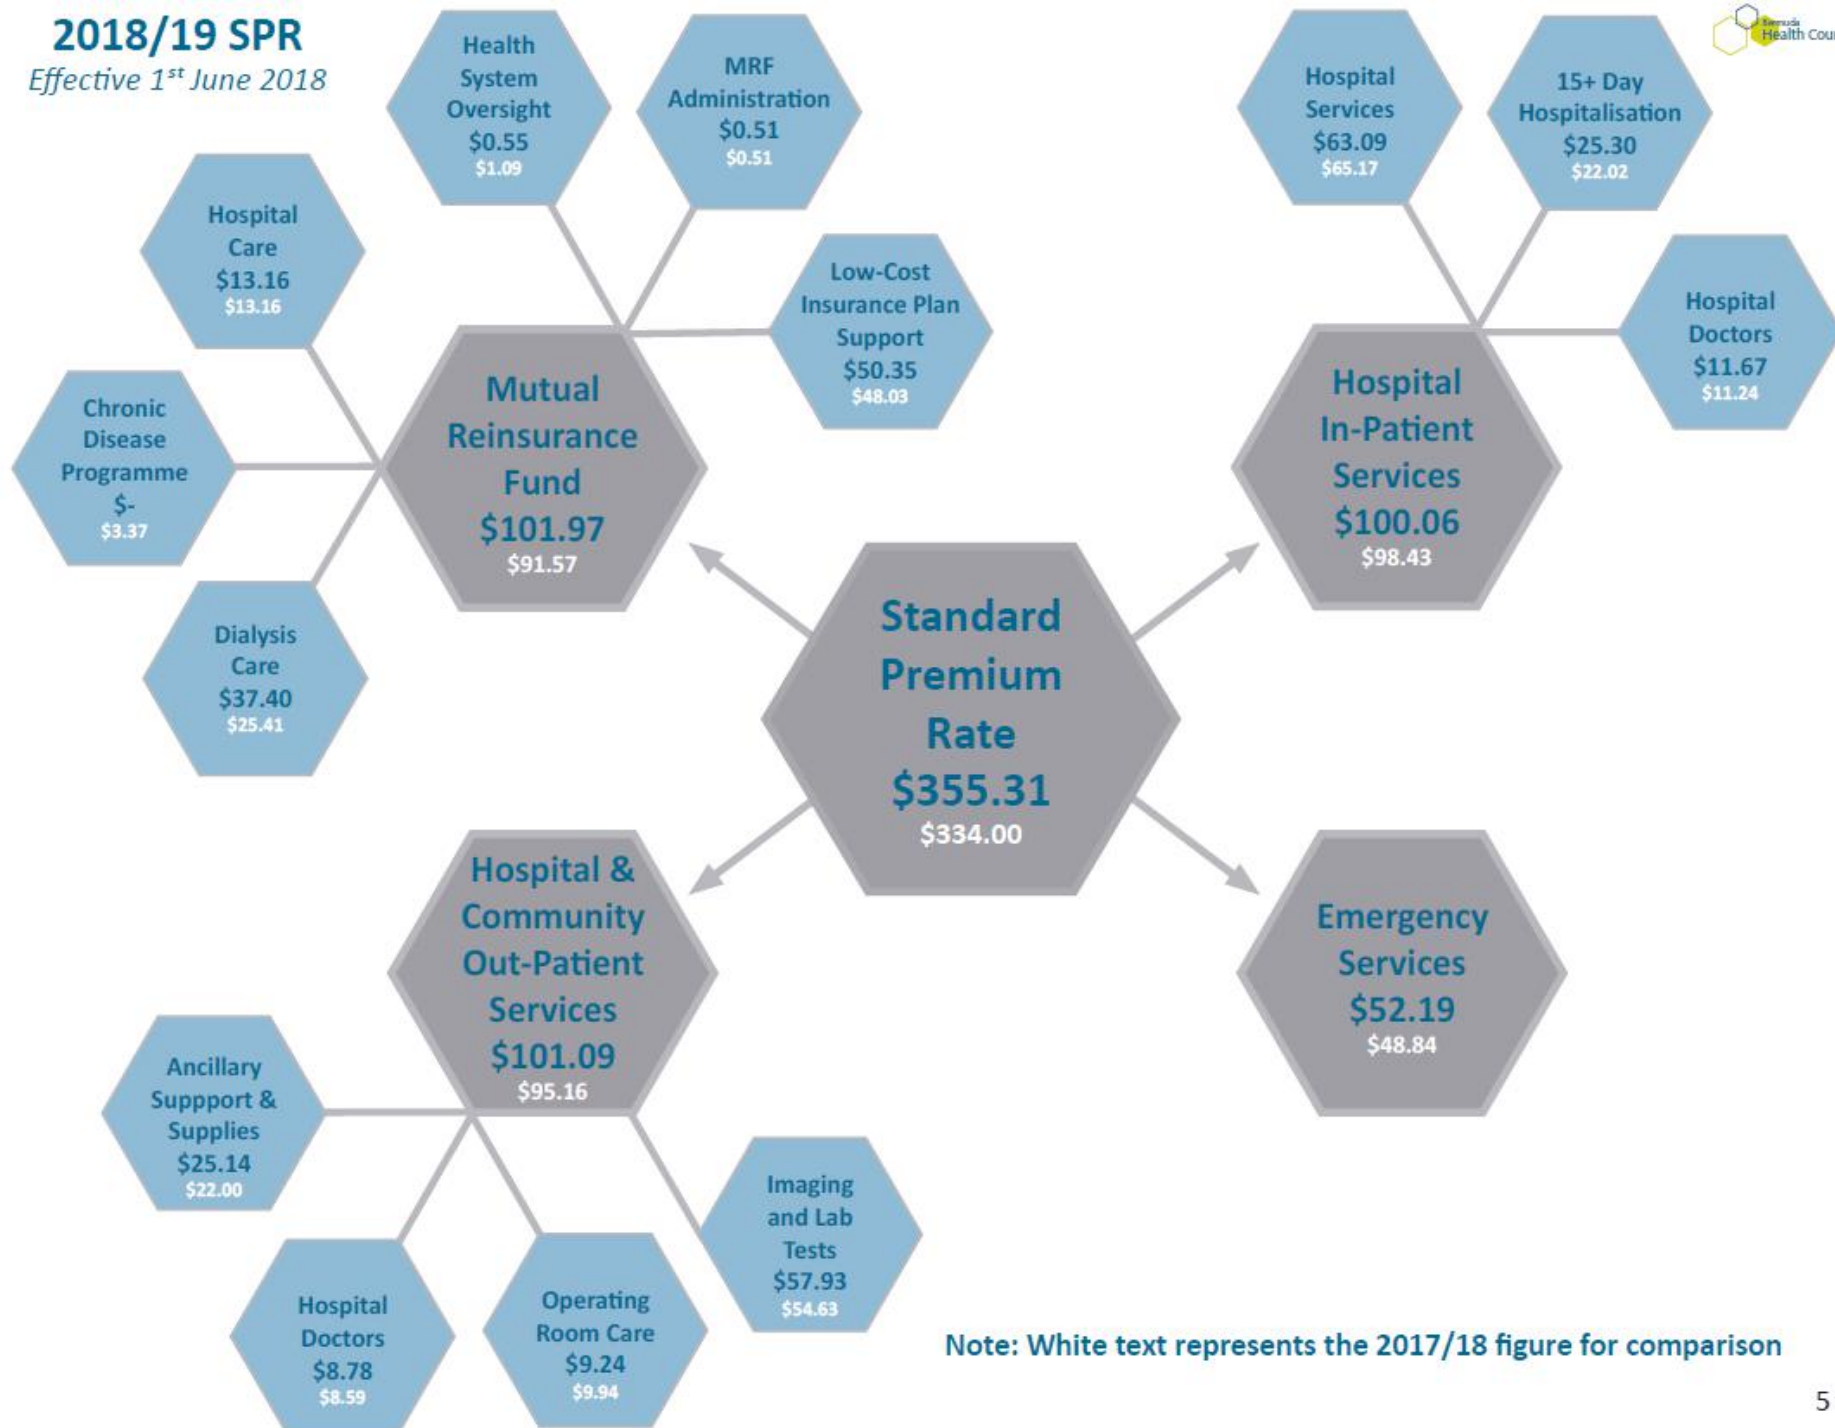 2018/19 SPR
Effective 1st June 2018
Bermuda
Health Cou
Health
System
Oversight
$0.55
$1.09
MRF
Administration
$0.51
$0.51
Hospital
Services
$63.09
$65.17
15+ Day
Hospitalisation
$25.30
$22.02
Hospital
Care
$13.16
$13.16
Low-Cost
Insurance Plan
Support
$50.35
$48.03
Hospital
Doctors
$11.67
$11.24
Chronic
Disease
Programme
$-
$3.37
Mutual
Reinsurance
Fund
$101.97
$91.57
Hospital
In-Patient
Services
$100.06
$98.43
Dialysis
Care
$37.40
$25.41
Standard
Premium
Rate
$355.31
$334.00
Hospital &
Community
Out-Patient
Services
$101.09
$95.16
Emergency
Services
$52.19
$48.84
Ancillary
Suppport &
Supplies
$25.14
$22.00
Imaging
and Lab
Tests
$57.93
$54.63
Hospital
Doctors
$8.78
$8.59
Operating
Room Care
$9.24
$9.94
Note: White text represents the 2017/18 figure for comparison
5